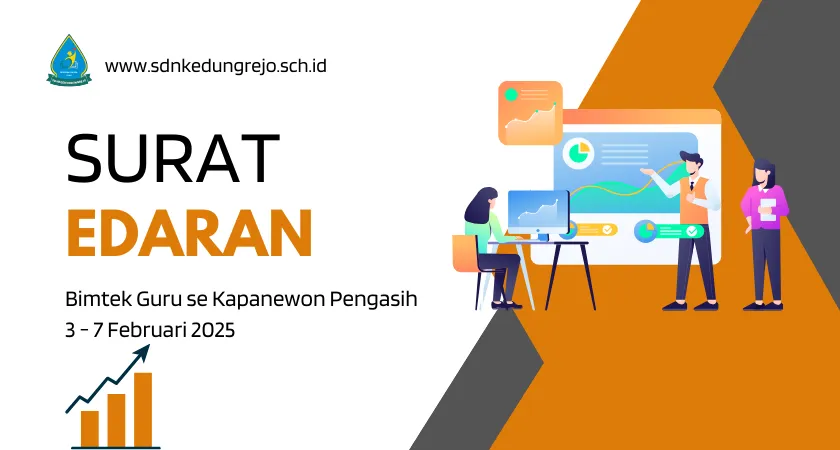 www.sdnkedungrejo.sch.id
SURAT
EDARAN
Bimtek Guru se Kapanewon Pengasih
3 - 7 Februari 2025